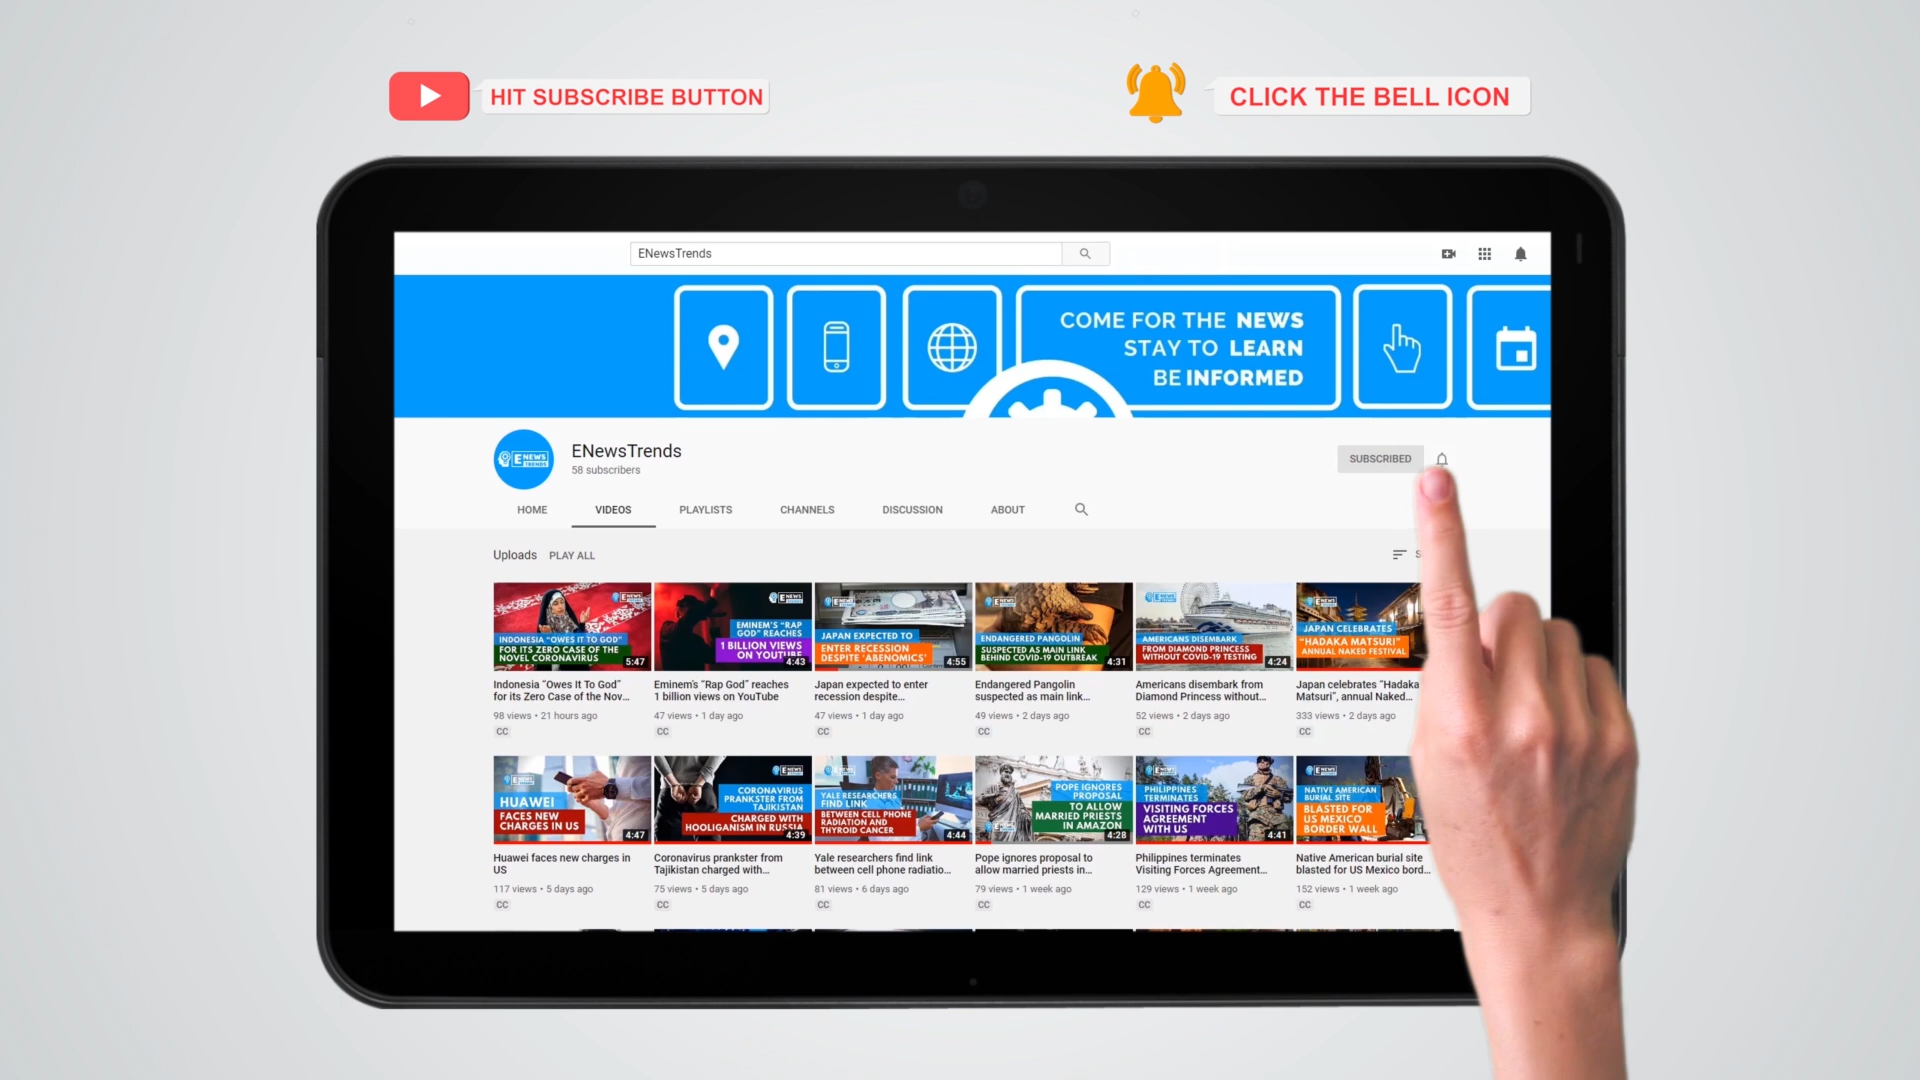 HIT SUBSCRIBE BUTTON
CLICK THE BELL ICON
ENewsTrends
COME FOR THE NEWS
STAY TO LEARN
BE INFORMED
E NEWS
TRENDS
ENewsTrends
58 subscribers
SUBSCRIBED
HOME
VIDEOS
PLAYLISTS
CHANNELS
DISCUSSION
ABOUT
Uploads
PLAY ALL
S
INDONESIA "OWES IT TO GOD"
FOR ITS ZERO CASE OF THE
NOVEL CORONAVIRUS
5:47
EMINEM'S "RAP
GOD" REACHES
1 BILLION VIEWS
ON YOUTUBE
4:43
JAPAN EXPECTED TO
ENTER RECESSION
DESPITE 'ABENOMICS'
4:55
ENDANGERED PANGOLIN
SUSPECTED AS MAIN LINK
BEHIND COVID-19 OUTBREAK
4:31
AMERICANS DISEMBARK
FROM DIAMOND PRINCESS
WITHOUT COVID-19 TESTING
4:24
JAPAN CELEBRATES
"HADAKA MATSURI"
ANNUAL NAKED FESTIVAL
Indonesia “Owes It To God”
for its Zero Case of the Nov...
98 views • 21 hours ago
CC
Eminem's “Rap God” reaches
1 billion views on YouTube
47 views • 1 day ago
CC
Japan expected to enter
recession despite...
47 views • 1 day ago
CC
Endangered Pangolin
suspected as main link...
49 views • 2 days ago
CC
Americans disembark from
Diamond Princess without...
52 views • 2 days ago
CC
Japan celebrates “Hadaka
Matsuri”, annual Naked...
333 views • 2 days ago
CC
HUAWEI
FACES NEW
CHARGES IN US
4:47
CORONAVIRUS
PRANKSTER FROM
TAJIKISTAN
CHARGED WITH
HOOLIGANISM IN RUSSIA
4:39
YALE RESEARCHERS
FIND LINK
BETWEEN CELL PHONE
RADIATION AND
THYROID CANCER
4:44
POPE IGNORES
PROPOSAL
TO ALLOW
MARRIED PRIESTS
IN AMAZON
4:28
PHILIPPINES
TERMINATES
VISITING FORCES
AGREEMENT
WITH US
4:41
NATIVE AMERICAN
BURIAL SITE
BLASTED FOR
US MEXICO
BORDER WALL
Huawei faces new charges in
US
117 views • 5 days ago
CC
Coronavirus prankster from
Tajikistan charged with...
75 views • 5 days ago
CC
Yale researchers find link
between cell phone radiatio...
81 views • 6 days ago
CC
Pope ignores proposal to
allow married priests in...
79 views • 1 week ago
CC
Philippines terminates
Visiting Forces Agreement...
129 views • 1 week ago
CC
Native American burial site
blasted for US Mexico bord...
152 views • 1 week ago
CC